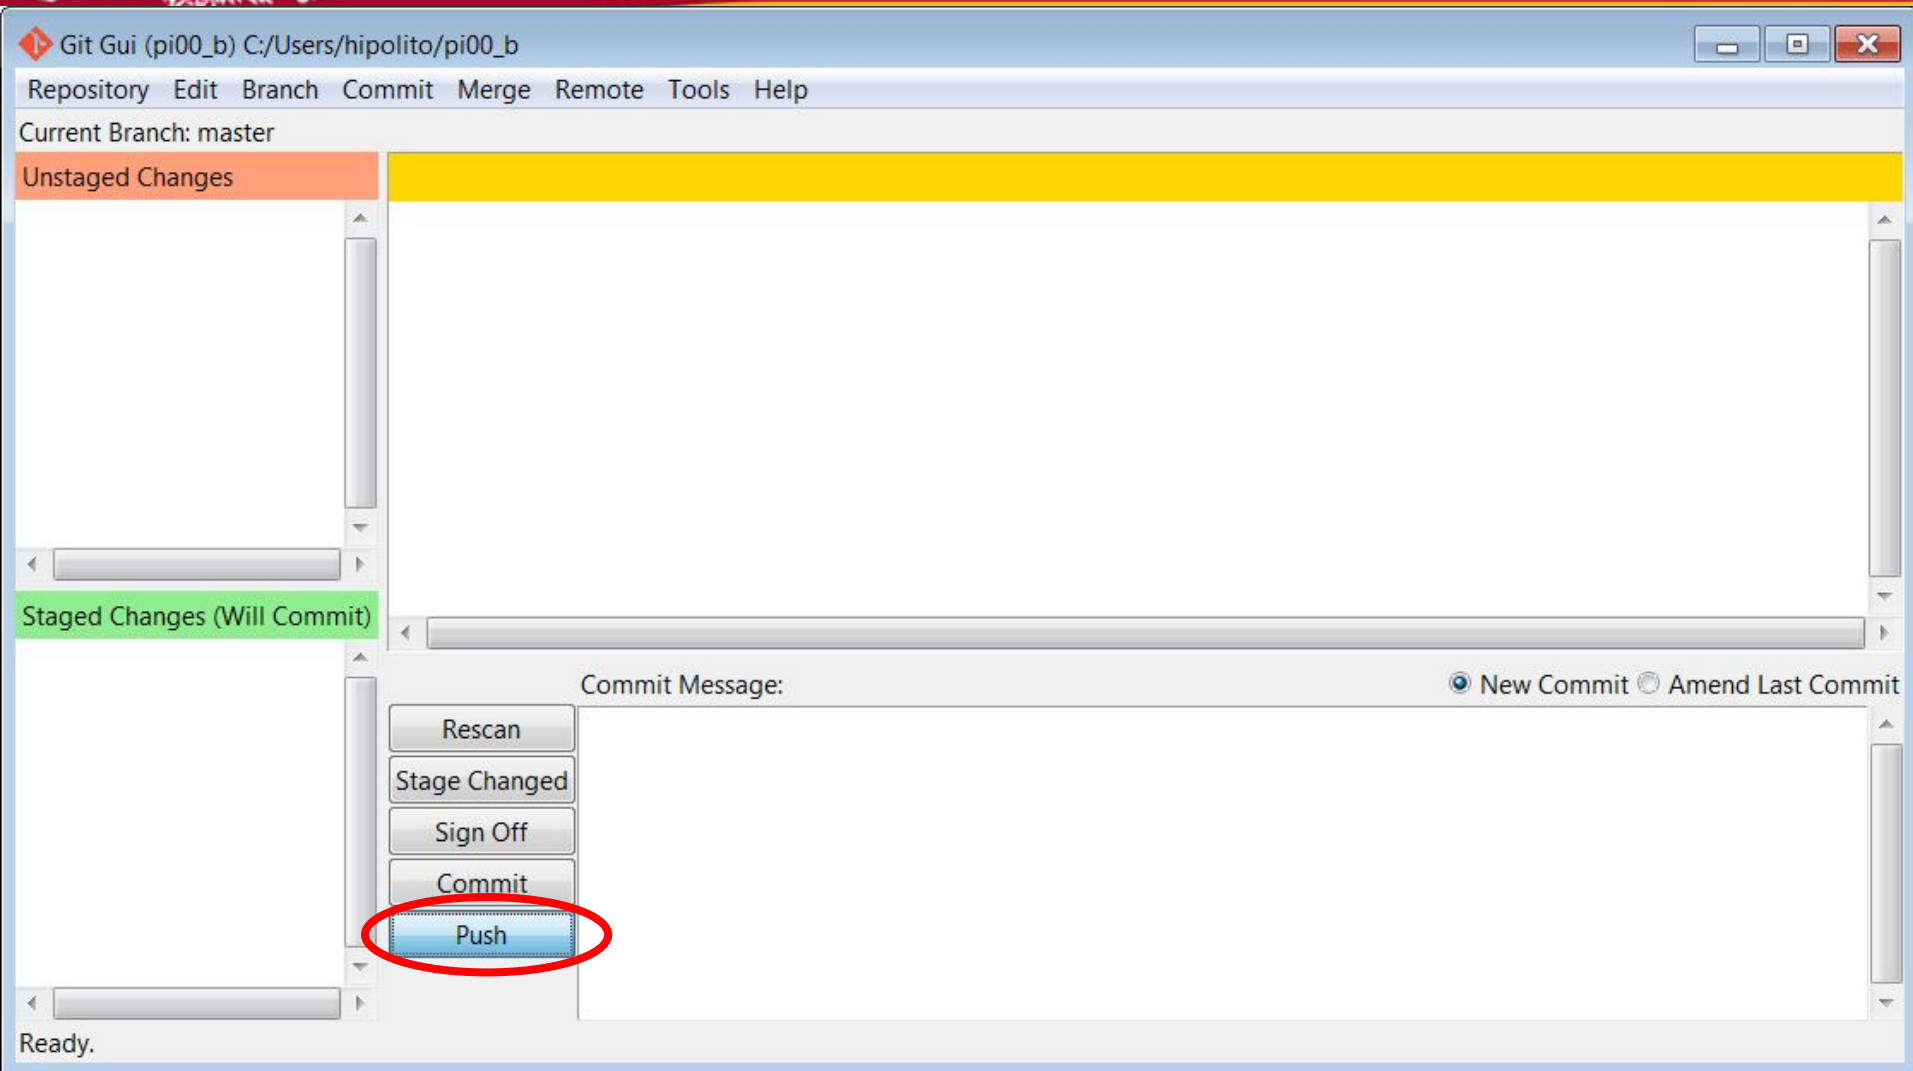 Git Gui (pi00_b) C:/Users/hipolito/pi00_b
Repository Edit Branch Commit Merge Remote Tools Help
Current Branch: master
Unstaged Changes
Staged Changes (Will Commit)
Commit Message:
New Commit Amend Last Commit
Rescan
Stage Changed
Sign Off
Commit
Push
Ready.